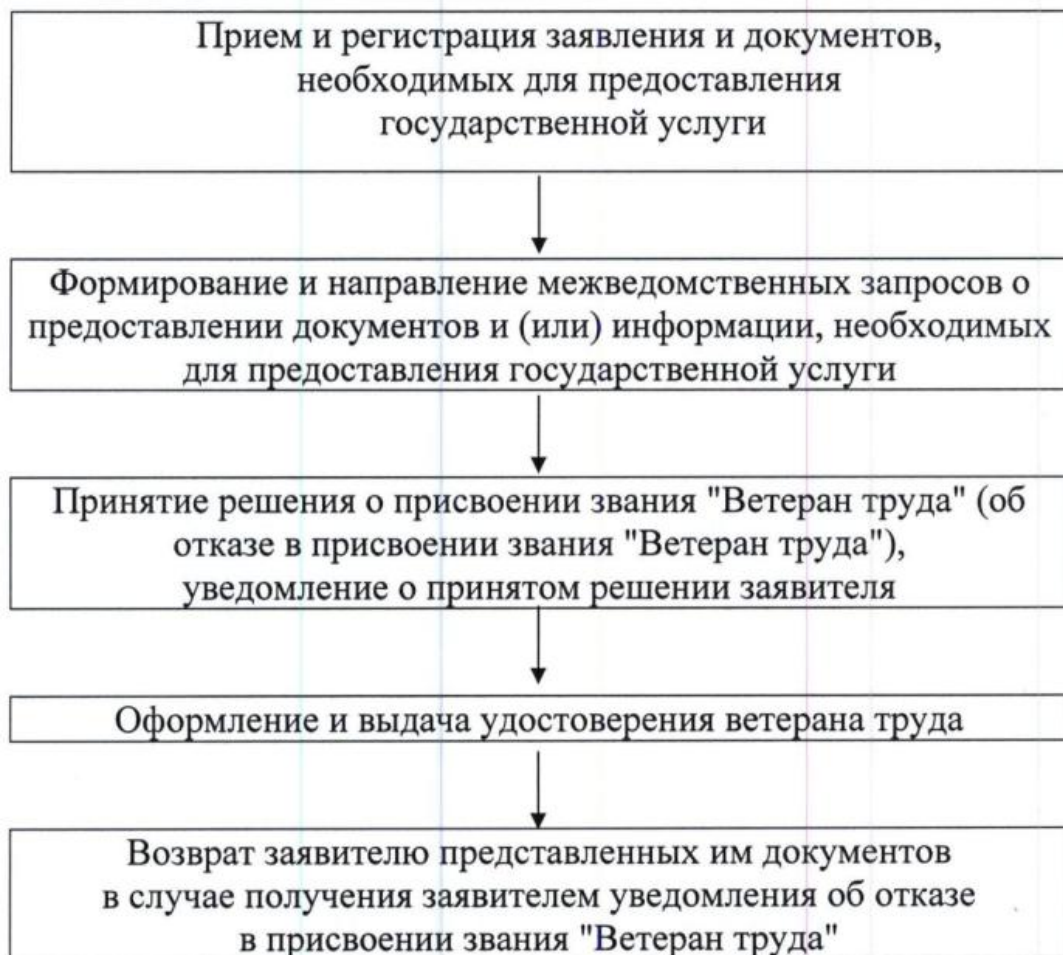 Прием и регистрация заявления и документов,
необходимых для предоставления
государственной услуги
Формирование и направление межведомственных запросов о
предоставлении документов и (или) информации, необходимых
для предоставления государственной услуги
Принятие решения о присвоении звания "Ветеран труда" (об
отказе в присвоении звания "Ветеран труда"),
уведомление о принятом решении заявителя
Оформление и выдача удостоверения ветерана труда
Возврат заявителю представленных им документов
в случае получения заявителем уведомления об отказе
в присвоении звания "Ветеран труда"